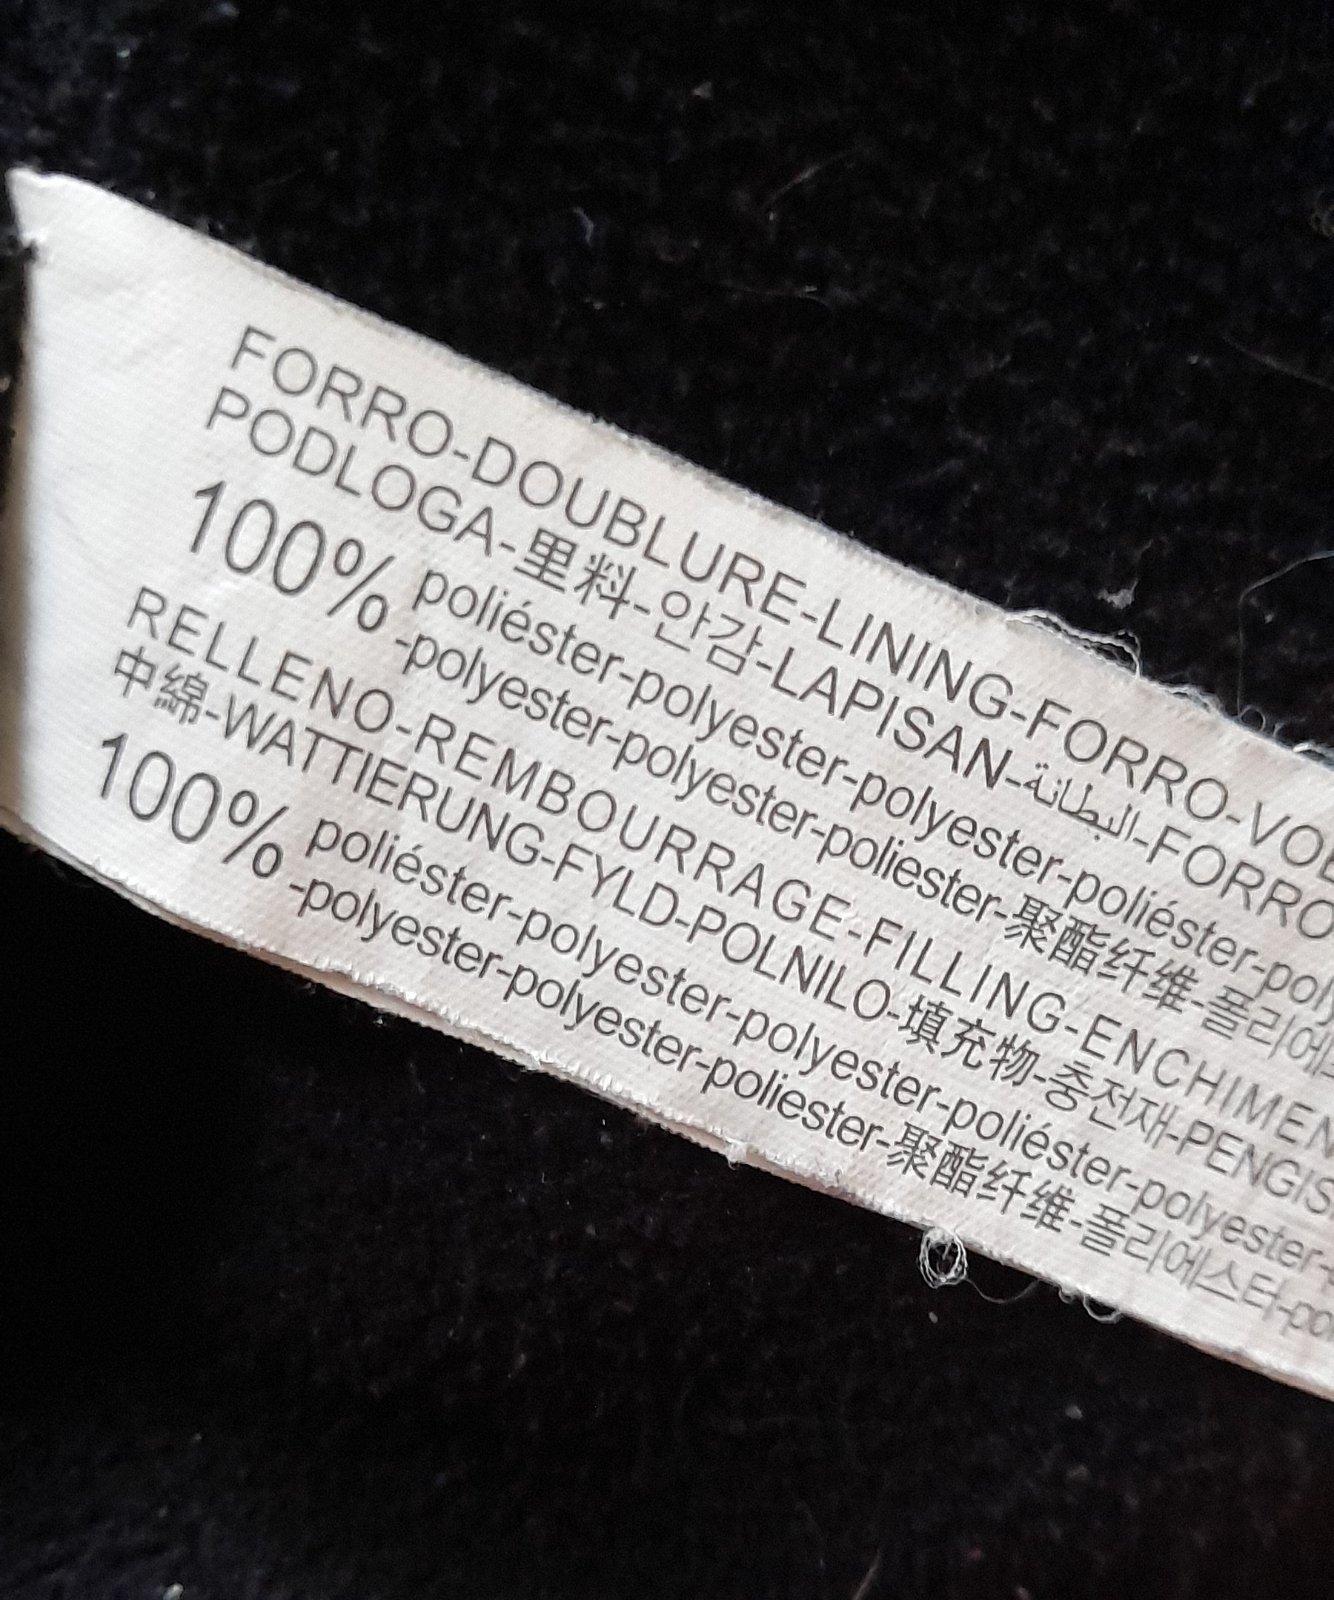 FORRO-DOUBLURE-LINING-FORRO-VOE
PODLOGA-里料-안감-LAPISAN-البطانة-FORRO
100% poliéster-polyester-polyester-poliéster-poly
-polyester-polyester-poliester-聚酯纤维-폴리에스
RELLENO-REMBOURRAGE-FILLING-ENCHIMEN
中綿-WATTIERUNG-FYLD-POLNILO-填充物-충전재-PENGIS
100% poliéster-polyester-polyester-poliéster-polyester-
-polyester-polyester-poliester-聚酯纤维-폴리에스터-pol